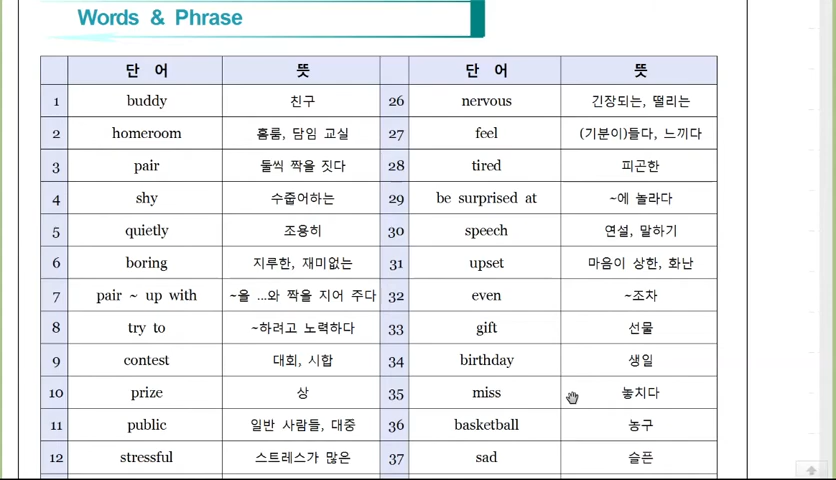 Words & Phrase
단 어 뜻 단 어 뜻
1 buddy 친구 26 nervous 긴장되는, 떨리는
2 homeroom 홈룸, 담임 교실 27 feel (기분이)들다, 느끼다
3 pair 둘씩 짝을 짓다 28 tired 피곤한
4 shy 수줍어하는 29 be surprised at ~에 놀라다
5 quietly 조용히 30 speech 연설, 말하기
6 boring 지루한, 재미없는 31 upset 마음이 상한, 화난
7 pair ~ up with ~을 ...와 짝을 지어 주다 32 even ~조차
8 try to ~하려고 노력하다 33 gift 선물
9 contest 대회, 시합 34 birthday 생일
10 prize 상 35 miss 놓치다
11 public 일반 사람들, 대중 36 basketball 농구
12 stressful 스트레스가 많은 37 sad 슬픈